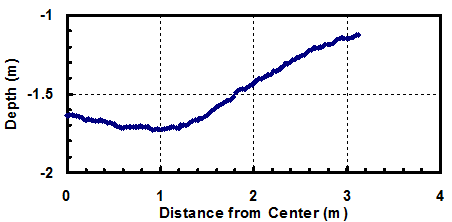 -1
-1.5
-2
Depth (m)
0 1 2 3 4
Distance from Center (m)